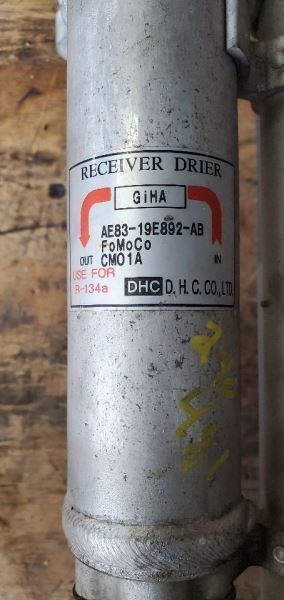 RECEIVER DRIER
GiHA
AE83-19E892-AB
FoMoCo
OUT CM01A IN
USE FOR
R-134a DHC D.H.C.CO.,LTD.